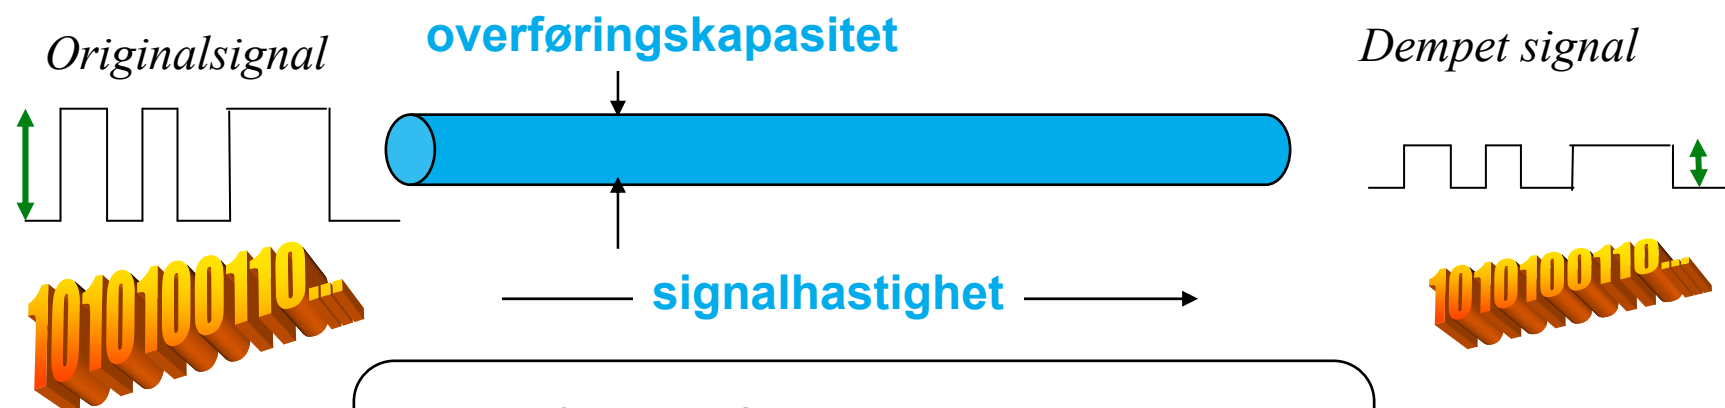 Originalsignal
overføringskapasitet
Dempet signal
1010100110...
signalhastighet
1010100110...